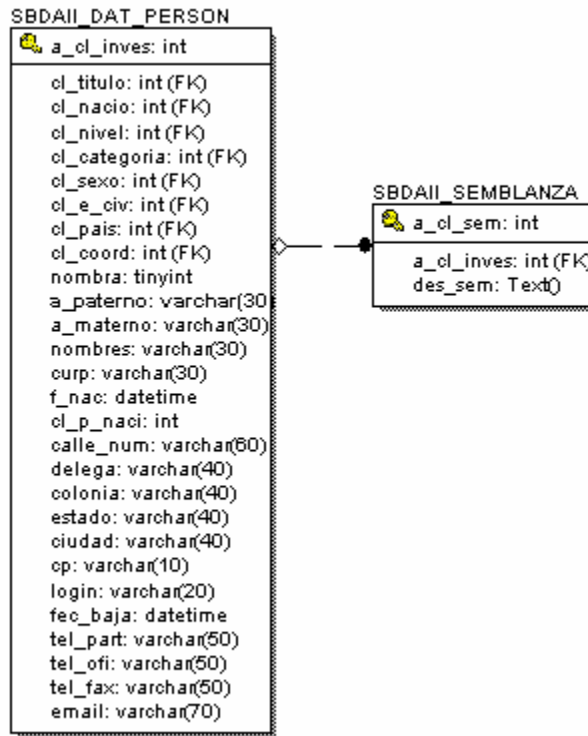 SBDAII_DAT_PERSON
a_cl_inves: int
cl_titulo: int (FK)
cl_nacio: int (FK)
cl_nivel: int (FK)
cl_categoria: int (FK)
cl_sexo: int (FK)
cl_e_civ: int (FK)
cl_pais: int (FK)
cl_coord: int (FK)
nombra: tinyint
a_paterno: varchar(30
a_materno: varchar(30)
nombres: varchar(30)
curp: varchar(30)
f_nac: datetime
cl_p_naci: int
calle_num: varchar(60)
delega: varchar(40)
colonia: varchar(40)
estado: varchar(40)
ciudad: varchar(40)
cp: varchar(10)
login: varchar(20)
fec_baja: datetime
tel_part: varchar(50)
tel_ofi: varchar(50)
tel_fax: varchar(50)
email: varchar(70)
SBDAII_SEMBLANZA
a_cl_sem: int
a_cl_inves: int (FK)
des_sem: Text()